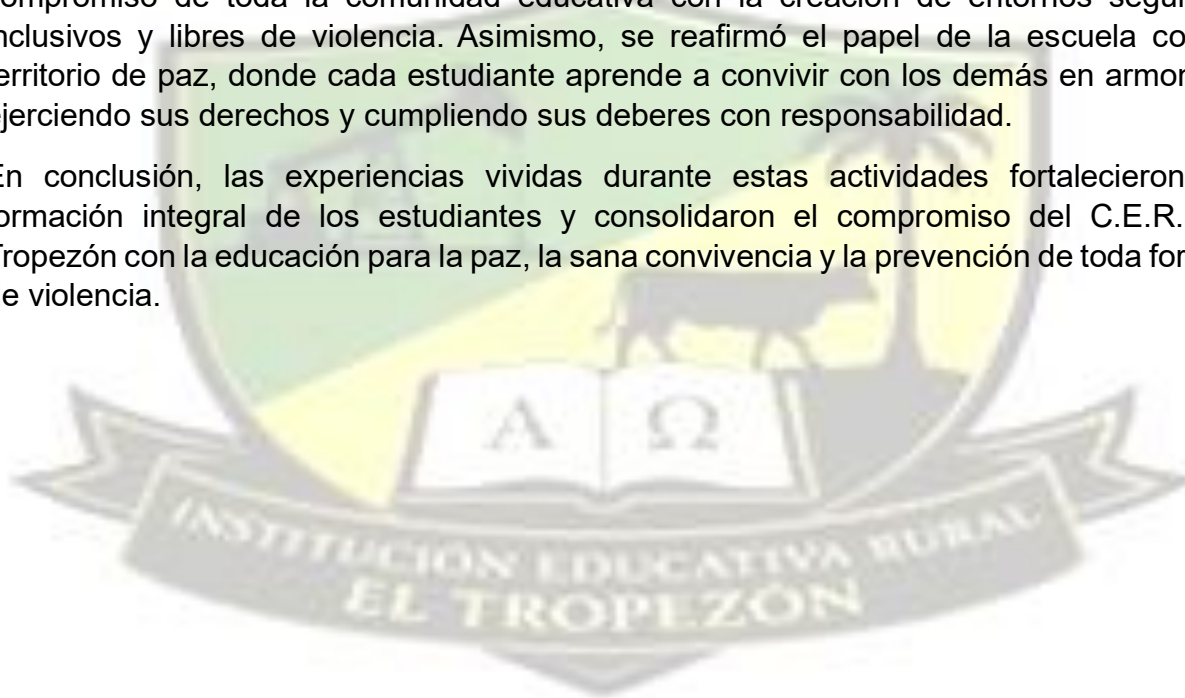 compromiso de toda la comunidad educativa con la creación de entornos segur
nclusivos y libres de violencia. Asimismo, se reafirmó el papel de la escuela co
erritorio de paz, donde cada estudiante aprende a convivir con los demás en armon
ejerciendo sus derechos y cumpliendo sus deberes con responsabilidad.
En conclusión, las experiencias vividas durante estas actividades fortalecieron
ormación integral de los estudiantes y consolidaron el compromiso del C.E.R.
Tropezón con la educación para la paz, la sana convivencia y la prevención de toda for
e violencia.
Α Ω
INSTITUCIÓN EDUCATIVA RURAL
EL TROPEZÓN